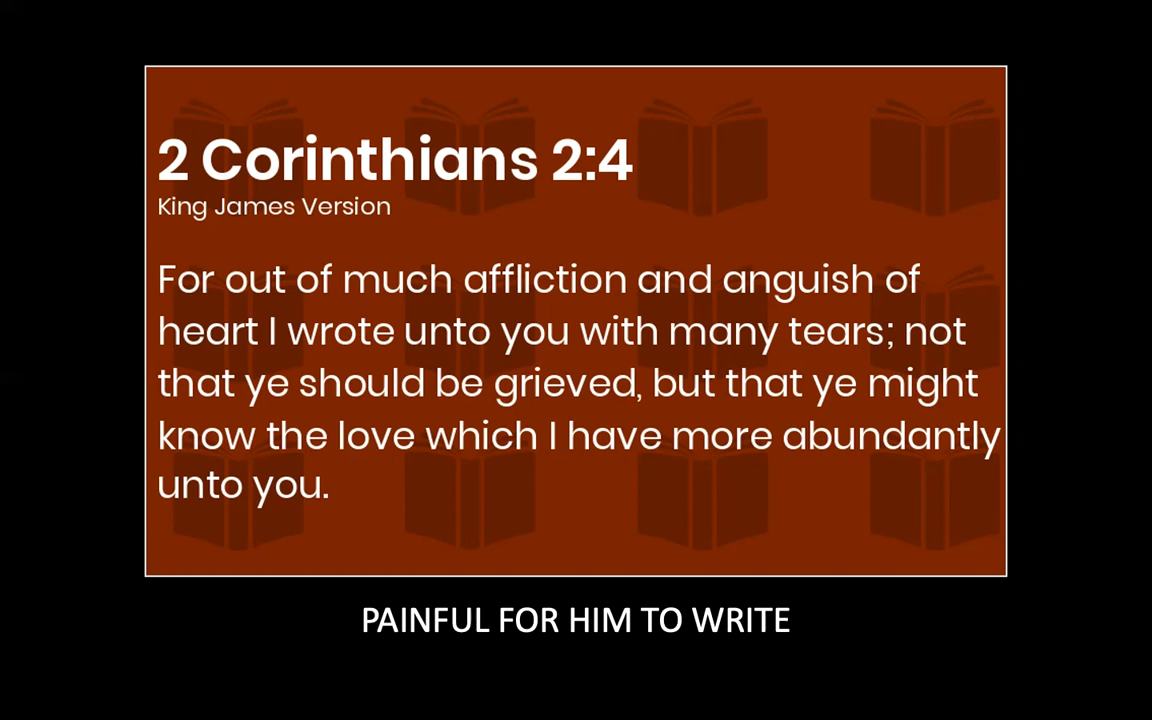 2 Corinthians 2:4
King James Version
For out of much affliction and anguish of
heart I wrote unto you with many tears; not
that ye should be grieved, but that ye might
know the love which I have more abundantly
unto you.
PAINFUL FOR HIM TO WRITE